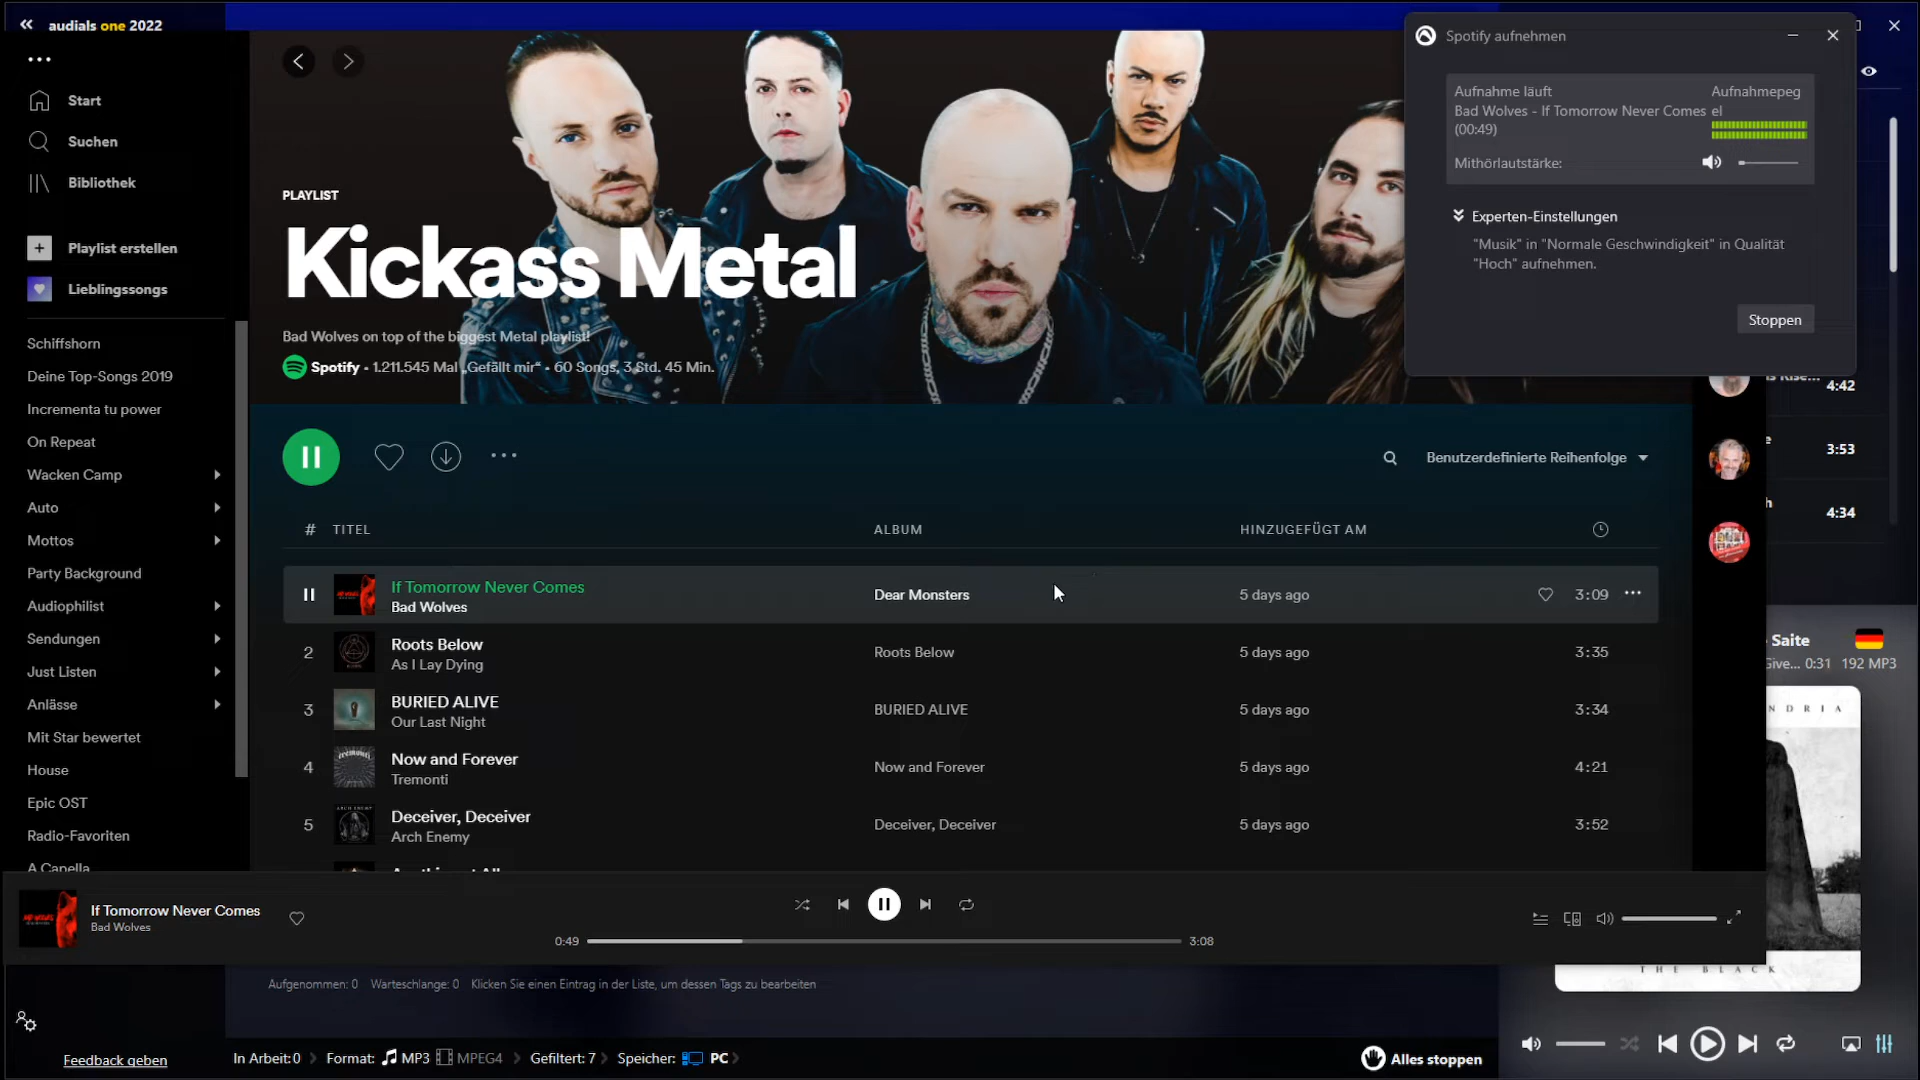 audials one 2022
Start
Suchen
Bibliothek
Playlist erstellen
Lieblingssongs
Schiffshorn
Deine Top-Songs 2019
Incrementa tu power
On Repeat
Wacken Camp
Auto
Mottos
Party Background
Audiophilist
Sendungen
Just Listen
Anlässe
Mit Star bewertet
House
Epic OST
Radio-Favoriten
A Capella
PLAYLIST
Kickass Metal
Bad Wolves on top of the biggest Metal playlist!
Spotify • 1.211.545 Mal „Gefällt mir“ • 60 Songs, 3 Std. 45 Min.
Spotify aufnehmen
Aufnahme läuft
Aufnahmepeg
Bad Wolves - If Tomorrow Never Comes el
(00:49)
Mithörlautstärke:
Experten-Einstellungen
"Musik" in "Normale Geschwindigkeit" in Qualität
"Hoch" aufnehmen.
Stoppen
4:42
3:53
4:34
Benutzerdefinierte Reihenfolge
# TITEL ALBUM HINZUGEFÜGT AM
If Tomorrow Never Comes
Bad Wolves
Dear Monsters 5 days ago 3:09
2 Roots Below
As I Lay Dying
Roots Below 5 days ago 3:35
3 BURIED ALIVE
Our Last Night
BURIED ALIVE 5 days ago 3:34
4 Now and Forever
Tremonti
Now and Forever 5 days ago 4:21
5 Deceiver, Deceiver
Arch Enemy
Deceiver, Deceiver 5 days ago 3:52
Saite
Give... 0:31 192 MP3
NDRIA
THE BLACK
If Tomorrow Never Comes
Bad Wolves
0:49 3:08
Aufgenommen: 0 Warteschlange: 0 Klicken Sie einen Eintrag in der Liste, um dessen Tags zu bearbeiten
Feedback geben
In Arbeit: 0 Format: MP3 MPEG4 Gefiltert: 7 Speicher: PC
Alles stoppen